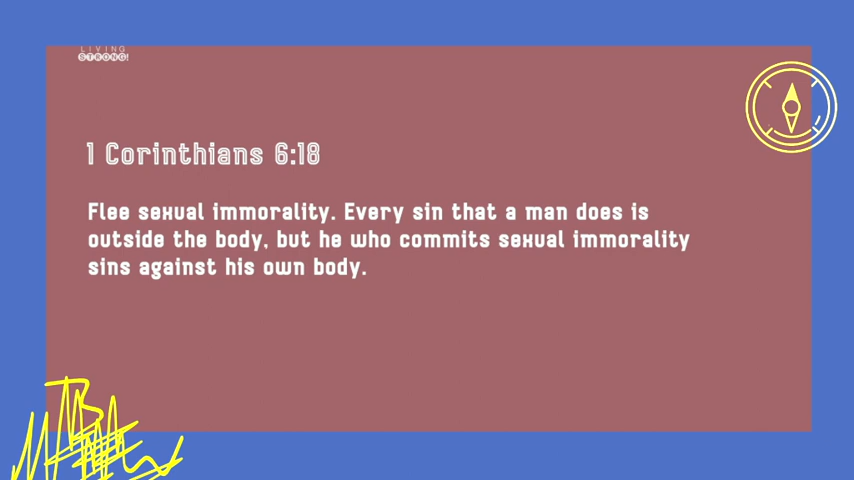 LIVING
STRONG!
1 Corinthians 6:18
Flee sexual immorality. Every sin that a man does is
outside the body, but he who commits sexual immorality
sins against his own body.